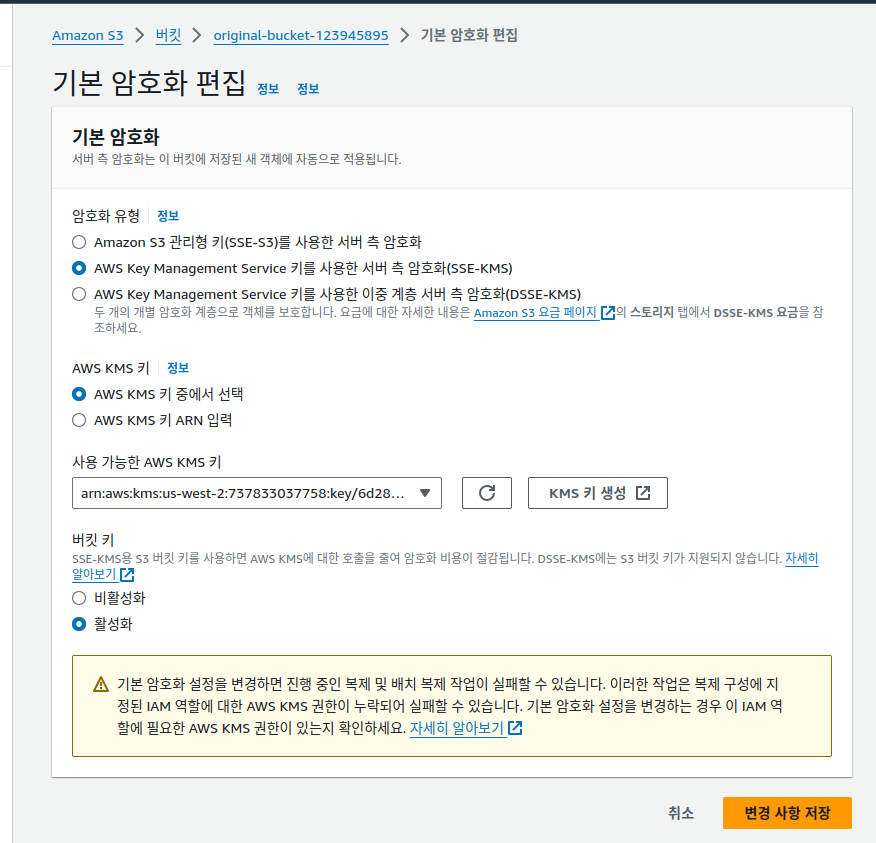 Amazon S3 > 버킷 > original-bucket-123945895 > 기본 암호화 편집
기본 암호화 편집 정보 정보
기본 암호화
서버 측 암호화는 이 버킷에 저장된 새 객체에 자동으로 적용됩니다.
암호화 유형 정보
Amazon S3 관리형 키(SSE-S3)를 사용한 서버 측 암호화
AWS Key Management Service 키를 사용한 서버 측 암호화(SSE-KMS)
AWS Key Management Service 키를 사용한 이중 계층 서버 측 암호화(DSSE-KMS)
두 개의 개별 암호화 계층으로 객체를 보호합니다. 요금에 대한 자세한 내용은 Amazon S3 요금 페이지의 스토리지 탭에서 DSSE-KMS 요금을 참
조하세요.
AWS KMS 키 정보
AWS KMS 키 중에서 선택
AWS KMS 키 ARN 입력
사용 가능한 AWS KMS 키
arn:aws:kms:us-west-2:737833037758:key/6d28...
KMS 키 생성
버킷 키
SSE-KMS용 S3 버킷 키를 사용하면 AWS KMS에 대한 호출을 줄여 암호화 비용이 절감됩니다. DSSE-KMS에는 S3 버킷 키가 지원되지 않습니다. 자세히
알아보기
비활성화
활성화
기본 암호화 설정을 변경하면 진행 중인 복제 및 배치 복제 작업이 실패할 수 있습니다. 이러한 작업은 복제 구성에 지
정된 IAM 역할에 대한 AWS KMS 권한이 누락되어 실패할 수 있습니다. 기본 암호화 설정을 변경하는 경우 이 IAM 역
할에 필요한 AWS KMS 권한이 있는지 확인하세요. 자세히 알아보기
취소
변경 사항 저장